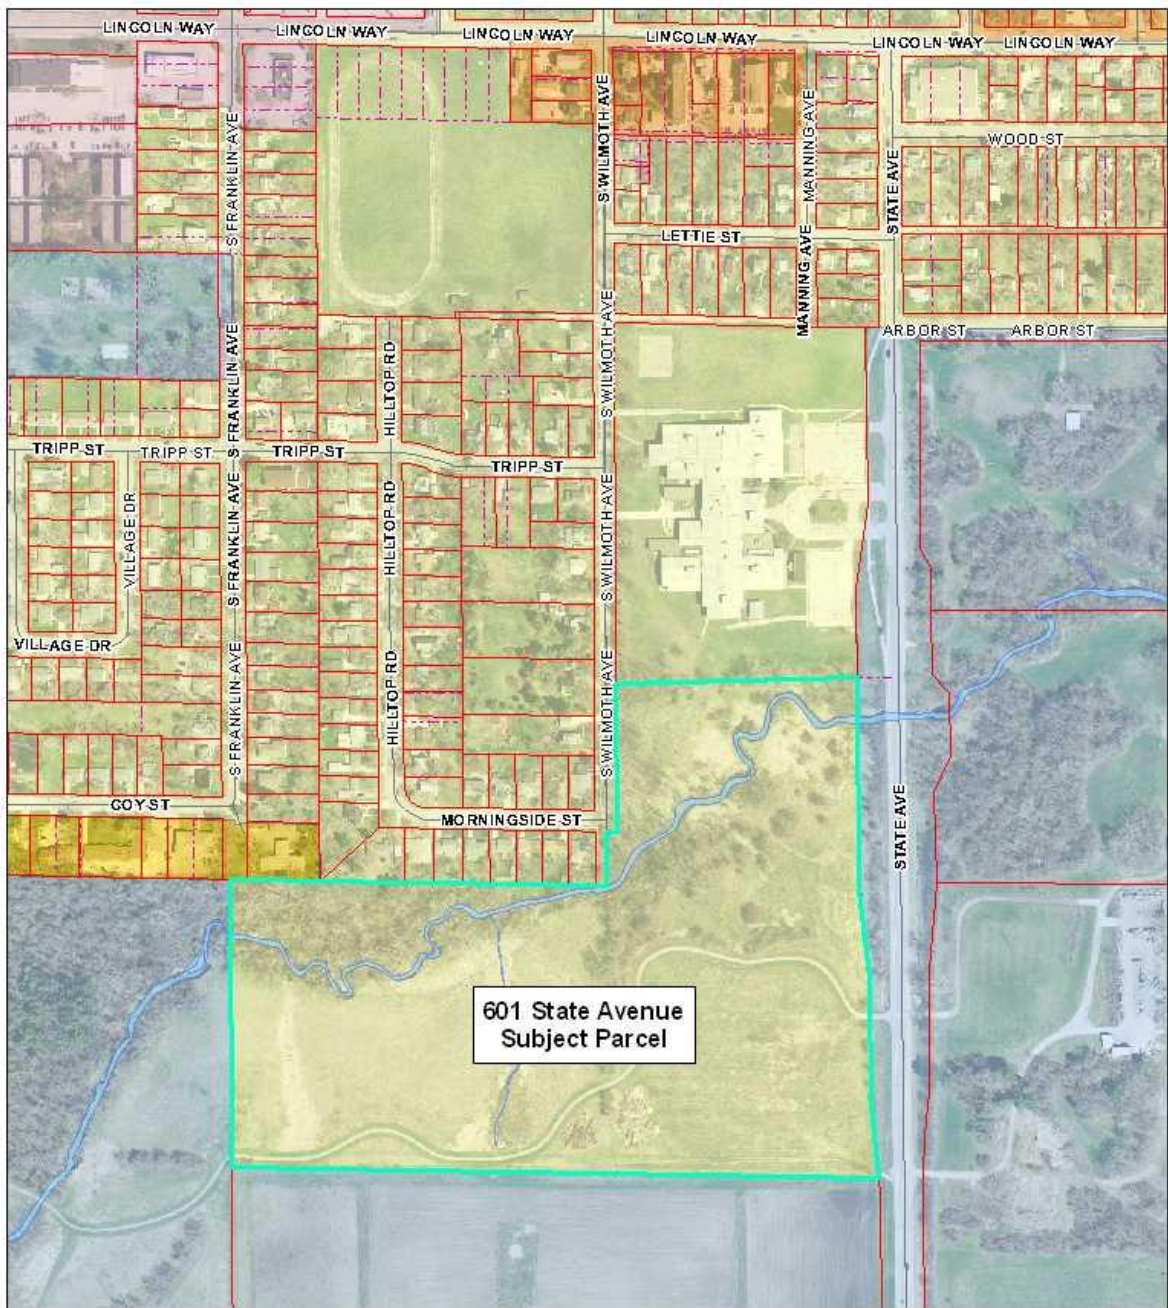 LINCOLN WAY
LINCOLN WAY
LINCOLN WAY
LINCOLN WAY
LINCOLN WAY
LINCOLN WAY
S FRANKLIN AVE
S WILMOTH AVE
MANNING AVE
STATE AVE
WOOD ST
LETTIE ST
MANNING AVE
ARBOR ST
ARBOR ST
S FRANKLIN AVE
HILLTOP RD
S WILMOTH AVE
TRIPP ST
TRIPP ST
TRIPP ST
TRIPP ST
VILLAGE DR
S FRANKLIN AVE
HILLTOP RD
S WILMOTH AVE
VILLAGE DR
S FRANKLIN AVE
HILLTOP RD
S WILMOTH AVE
COY ST
MORNINGSIDE ST
STATE AVE
601 State Avenue
Subject Parcel